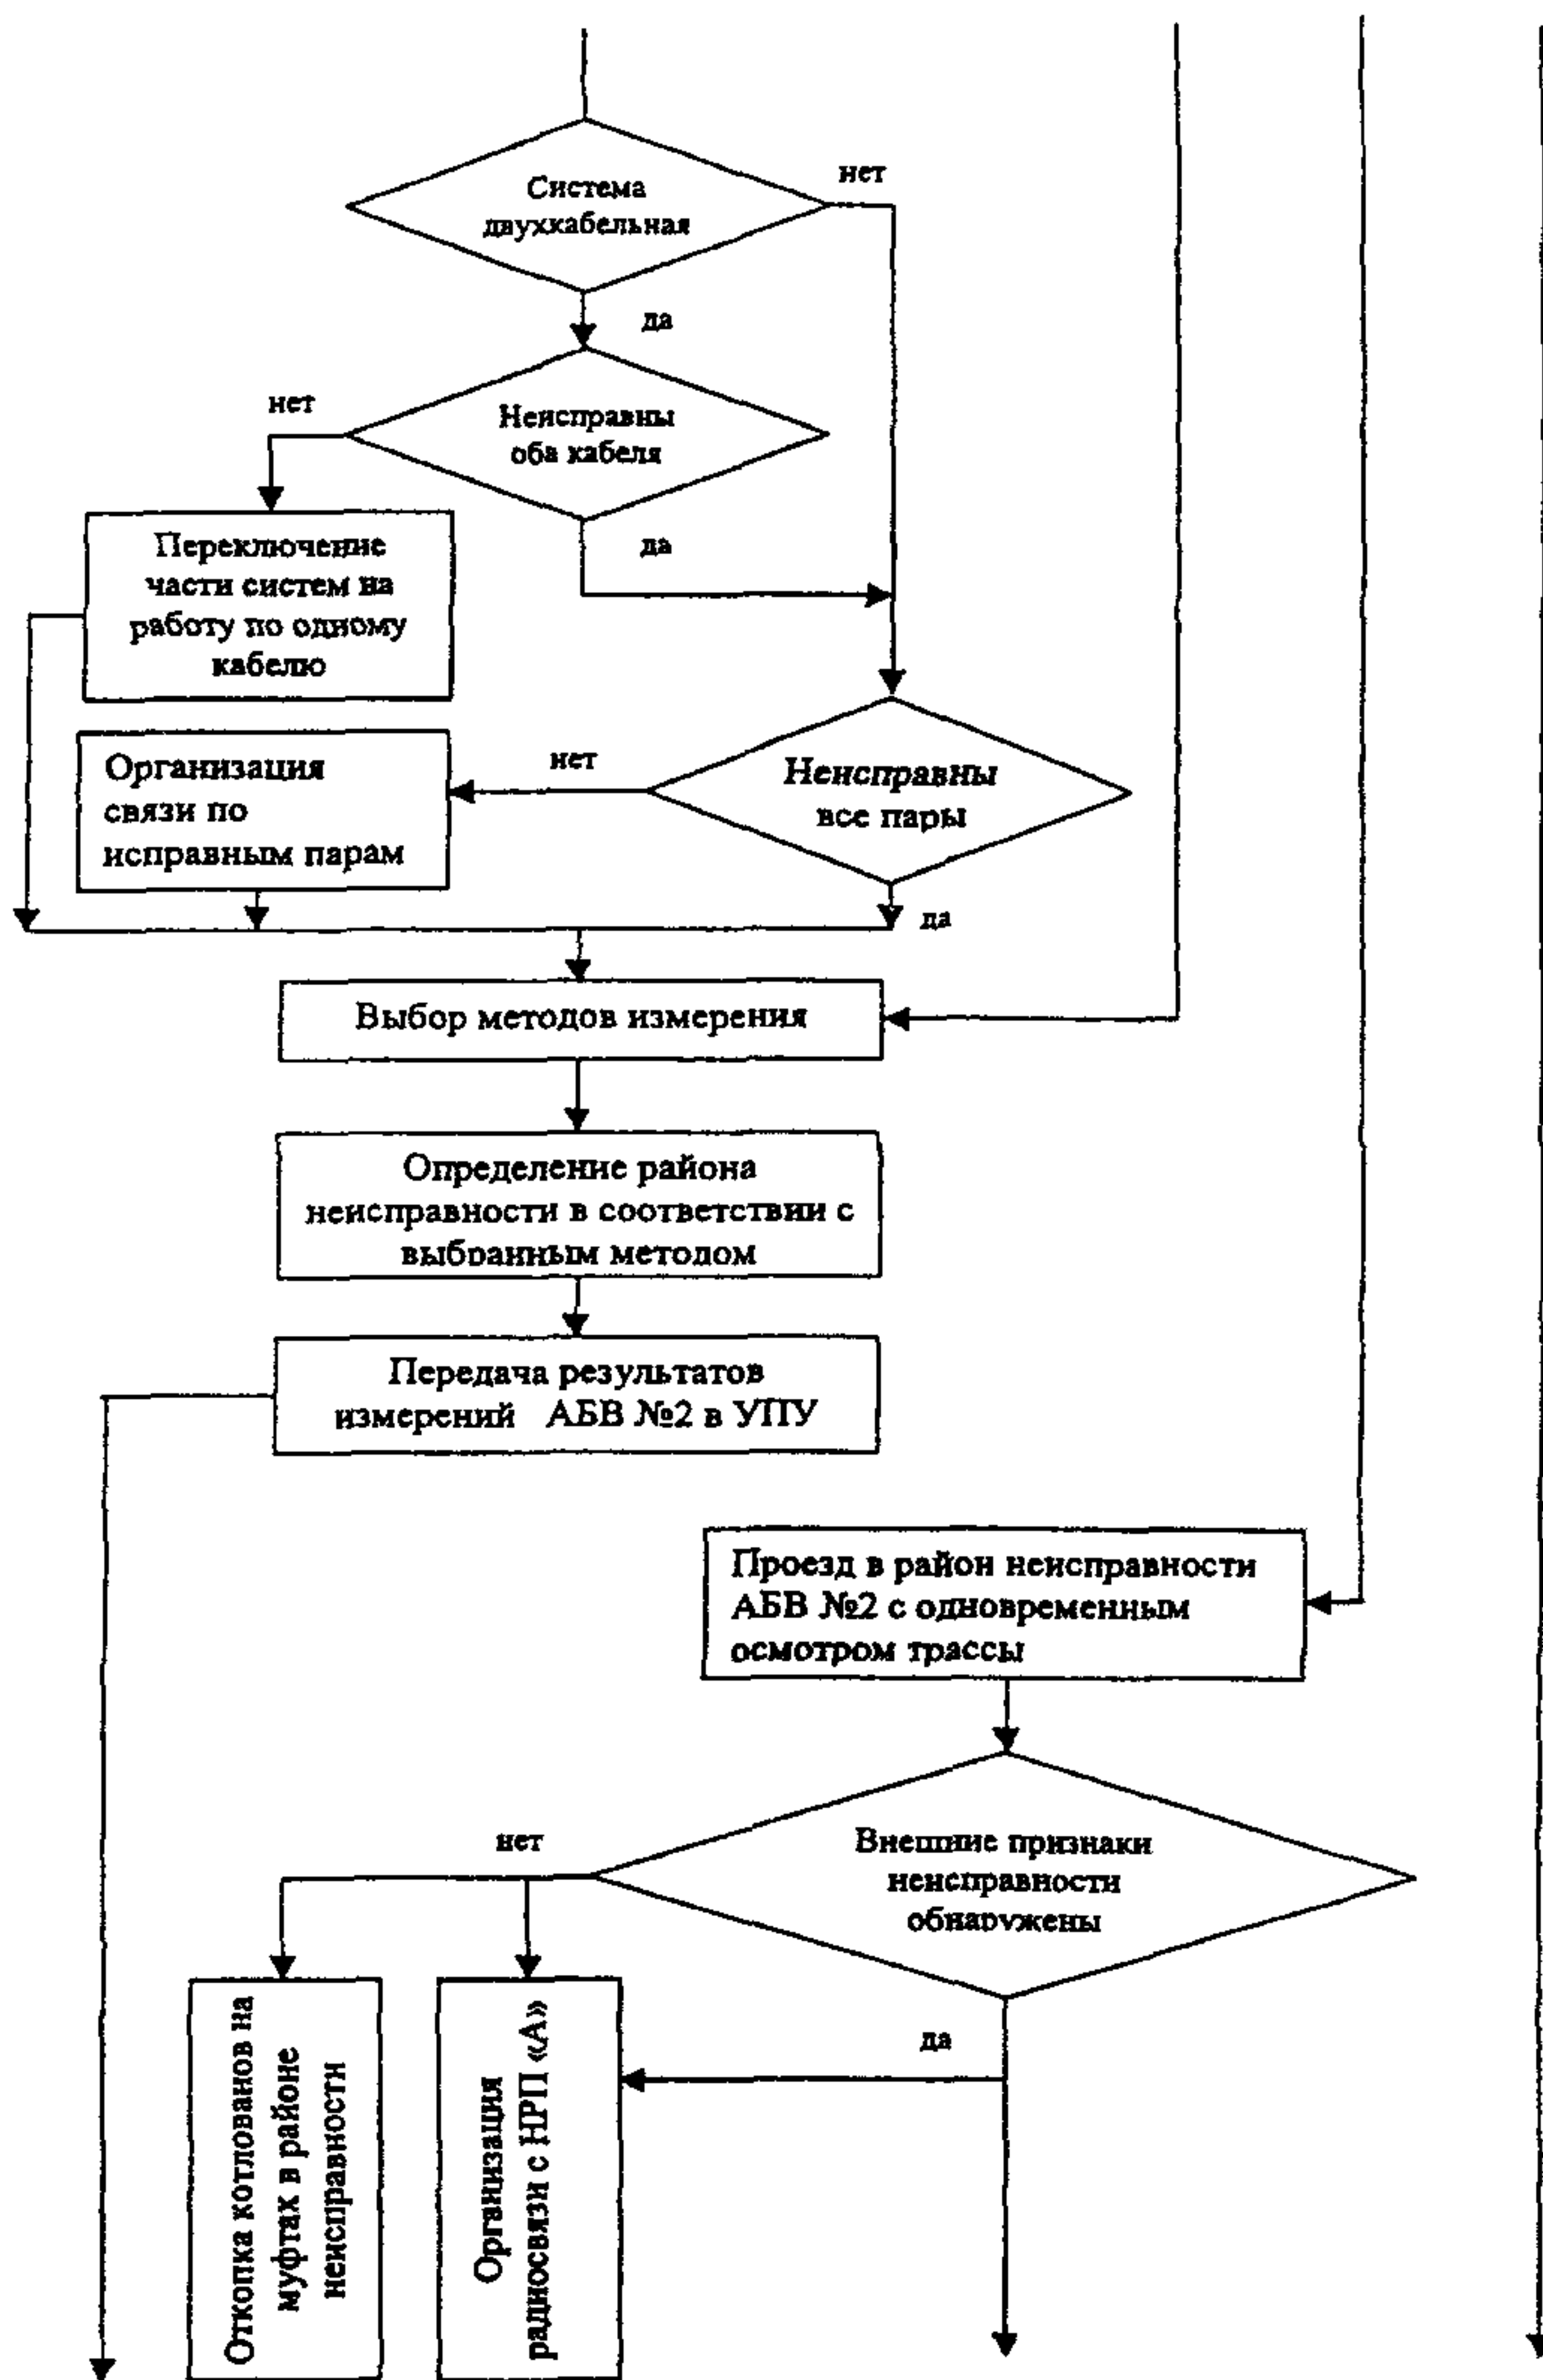 Система
двухкабельная
нет
да
Неисправны
оба кабеля
нет
да
Переключение
части систем на
работу по одному
кабелю
Организация
связи по
исправным парам
нет
Неисправны
все пары
да
Выбор методов измерения
Определение района
неисправности в соответствии с
выбранным методом
Передача результатов
измерений АБВ №2 в УПУ
Проезд в район неисправности
АБВ №2 с одновременным
осмотром трассы
нет
Внешние признаки
неисправности
обнаружены
да
Откопка котлованов на
муфтах в районе
неисправности
Организация
радиосвязи с НРП «А»